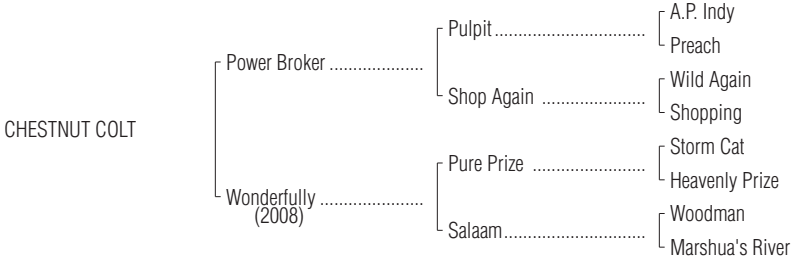 A.P. Indy
Pulpit..............................
Preach
Power Broker ....................
Wild Again
Shop Again .....................
Shopping
CHESTNUT COLT
Storm Cat
Pure Prize .......................
Heavenly Prize
Wonderfully ......................
(2008)
Woodman
Salaam............................
Marshua's River